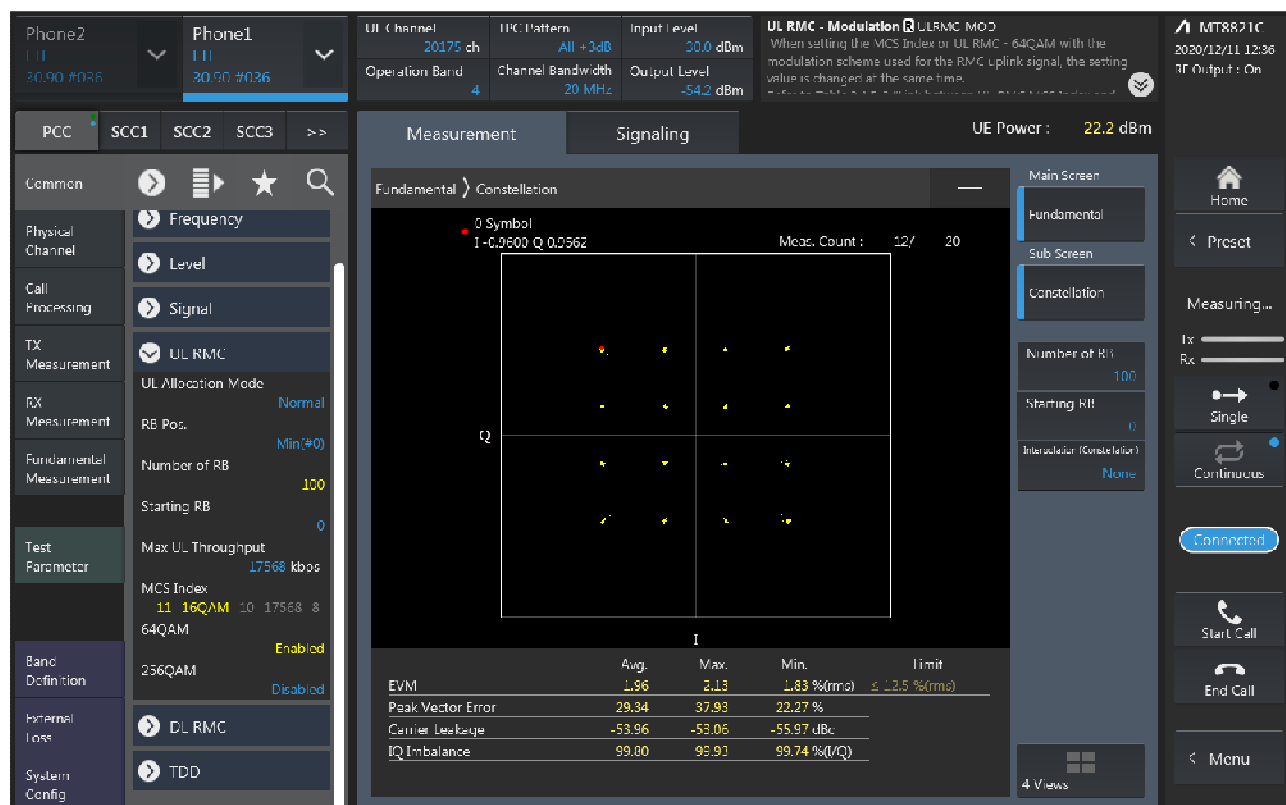 Phone2
30.90 #036
Phone1
30.90 #036
UL Channel
20175 ch
Operation Band
4
TPC Pattern
All +3dB
Channel Bandwidth
20 MHz
Input Level
30.0 dBm
Output Level
-54.2 dBm
UL RMC - Modulation ULRMC_MOD
When setting the MCS Index or UL RMC - 64QAM with the
modulation scheme used for the RMC uplink signal, the setting
value is changed at the same time.
MT8821C
2020/12/11 12:36
RF Output : On
PCC
SCC1
SCC2
SCC3
>>
Measurement
Signaling
UE Power : 22.2 dBm
Common
Physical
Channel
Call
Processing
TX
Measurement
RX
Measurement
Fundamental
Measurement
Test
Parameter
Band
Definition
External
Loss
System
Config
Frequency
Level
Signal
UL RMC
UL Allocation Mode
Normal
RB Pos.
Min(#0)
Number of RB
100
Starting RB
0
Max UL Throughput
17568 kbps
MCS Index
11 16QAM 10 17568 8
64QAM
Enabled
256QAM
Disabled
DL RMC
TDD
Fundamental ⟩ Constellation
0 Symbol
I -0.9600 Q 0.9562
Meas. Count : 12/ 20
Q
I
Avg. Max. Min. Limit
EVM 1.96 2.13 1.83 %(rms) ≤ 12.5 %(rms)
Peak Vector Error 29.34 37.93 22.27 %
Carrier Leakage -53.96 -53.06 -55.97 dBc
IQ Imbalance 99.80 99.93 99.74 %(I/Q)
Main Screen
Fundamental
Sub Screen
Constellation
Number of RB
100
Starting RB
0
Interpolation (Constellation)
None
4 Views
Home
< Preset
Measuring...
Tx
Rx
Single
Continuous
Connected
Start Call
End Call
< Menu